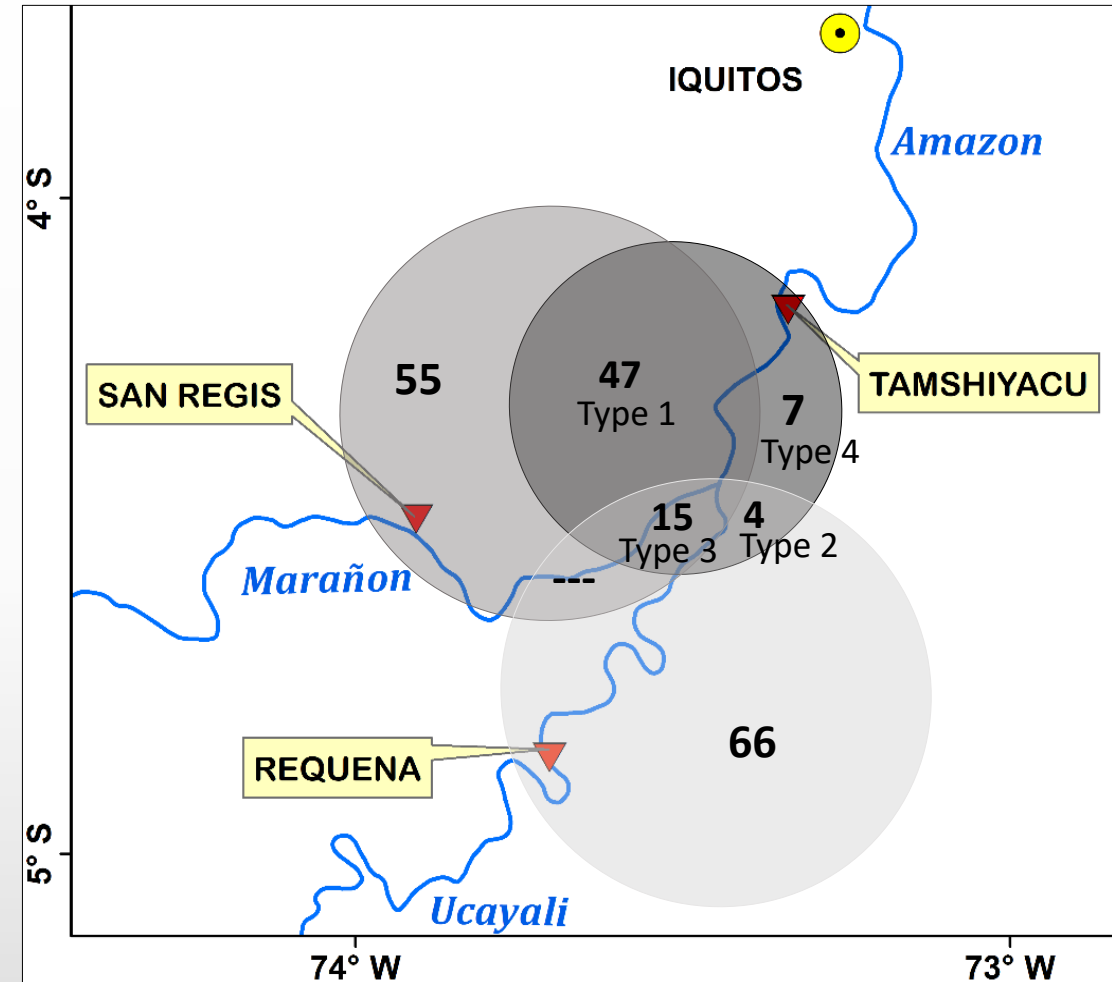 IQUITOS
Amazon
4° S
55
47
Type 1
7
Type 4
SAN REGIS
TAMSHIYACU
15
Type 3
4
Type 2
---
Marañon
66
REQUENA
5° S
Ucayali
74° W
73° W